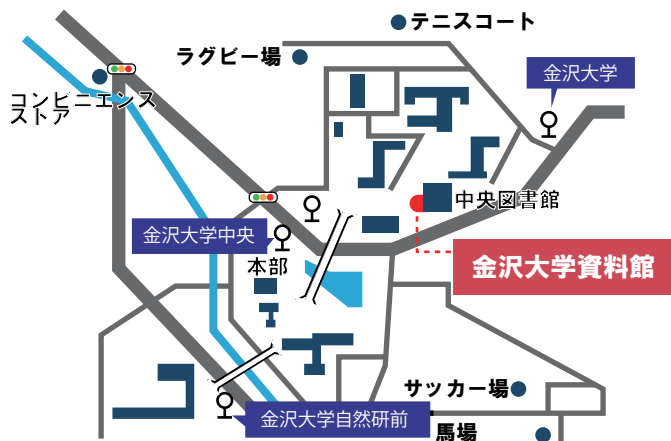 テニスコート
ラグビー場
金沢大学
コンビニエンス
ストア
中央図書館
金沢大学中央
本部
金沢大学資料館
サッカー場
金沢大学自然研前
馬場